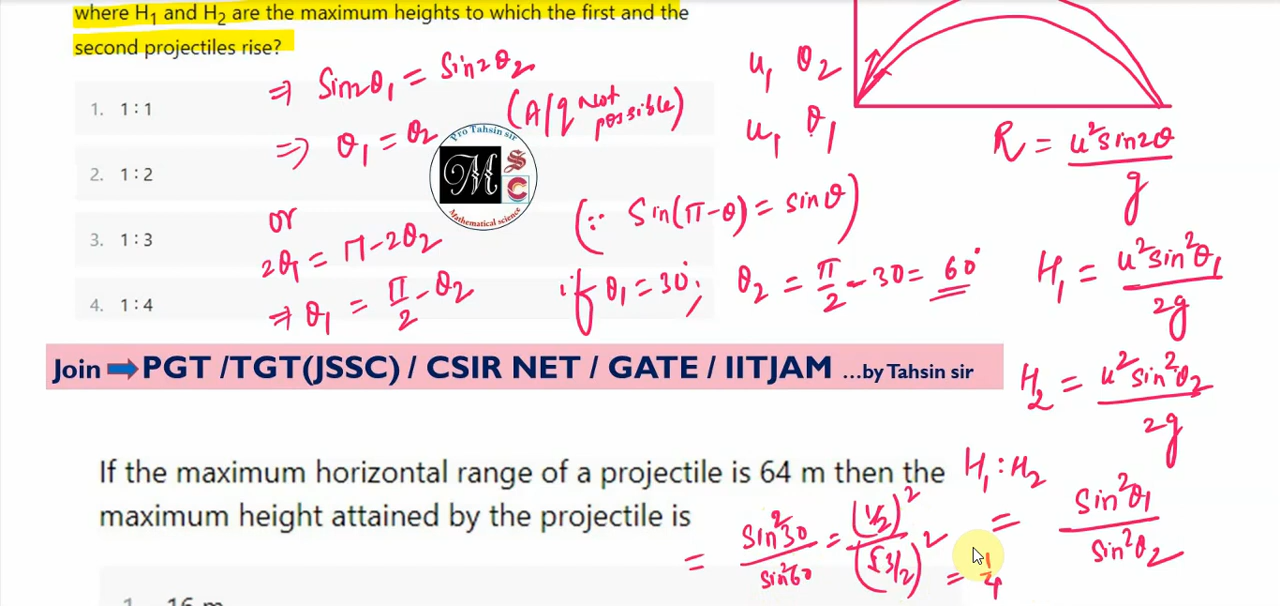 where H₁ and H₂ are the maximum heights to which the first and the
second projectiles rise?
1. 1 : 1
2. 1 : 2
3. 1 : 3
4. 1 : 4
⇒ Sin2θ₁ = Sin2θ₂
⇒ θ₁ = θ₂ (A/q Not possible)
or
2θ₁ = π-2θ₂
⇒ θ₁ = π/2 - θ₂
(∵ Sin(π-θ) = sinθ)
if θ₁ = 30°; θ₂ = π/2 - 30 = 60°
Pro Tahsin sir
M S C
Mathematical science
u, θ₂
u, θ₁
R = u²sin2θ/g
H₁ = u²sin²θ₁/2g
H₂ = u²sin²θ₂/2g
H₁ : H₂
= Sin²θ₁/Sin²θ₂
= Sin²30/sin²60 = (1/2)²/(√3/2)² = 1/4
Join ➡ PGT /TGT(JSSC) / CSIR NET / GATE / IITJAM ...by Tahsin sir
If the maximum horizontal range of a projectile is 64 m then the
maximum height attained by the projectile is
1. 16 m